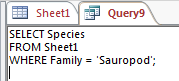 Sheet1 Query9
SELECT Species
FROM Sheet1
WHERE Family = 'Sauropod';